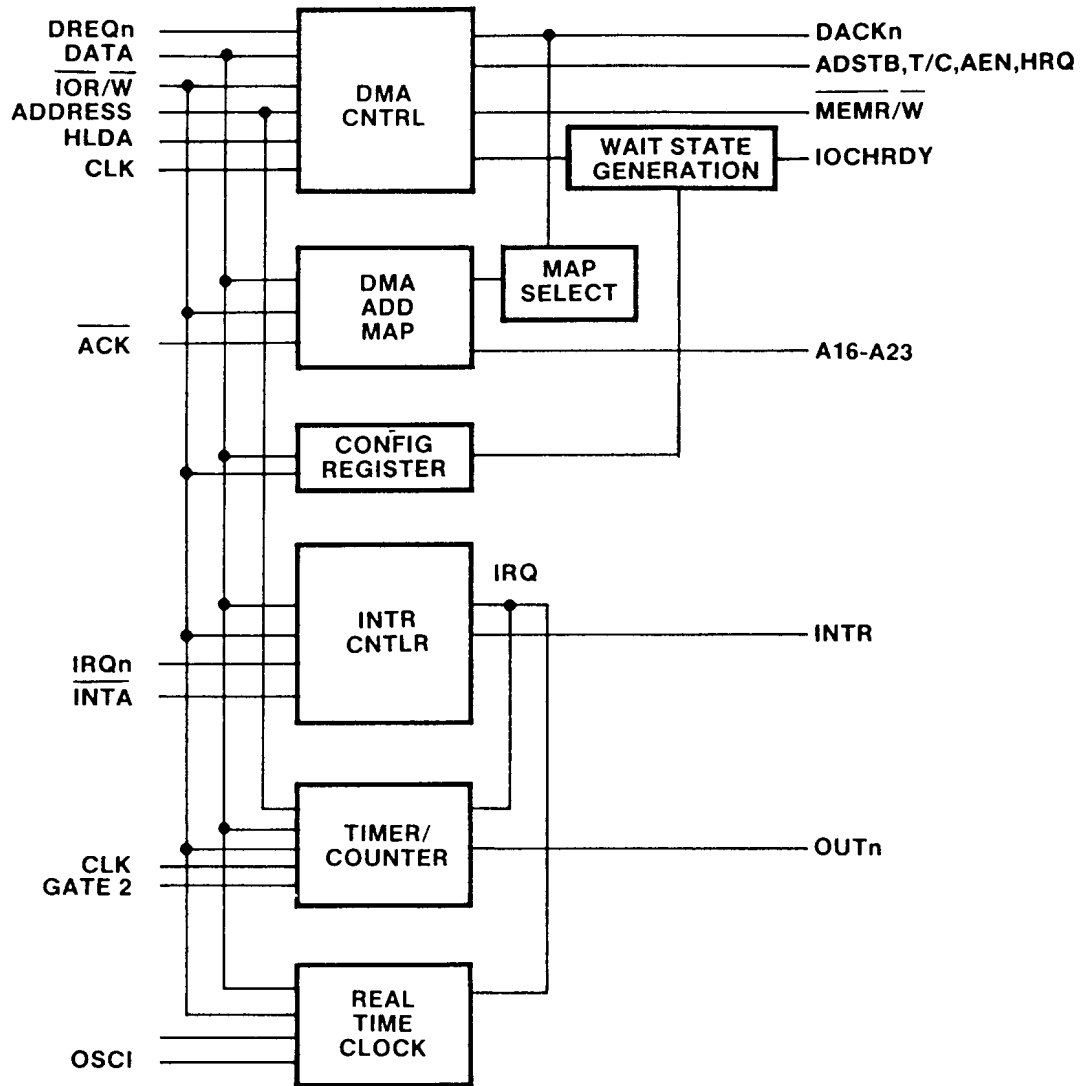 DREQn
DATA
IOR/W
ADDRESS
HLDA
CLK
DMA
CNTRL
DACKn
ADSTB,T/C,AEN,HRQ
MEMR/W
WAIT STATE
GENERATION
IOCHRDY
DMA
ADD
MAP
MAP
SELECT
ACK
A16-A23
CONFIG
REGISTER
IRQ
INTR
CNTLR
INTR
IRQn
INTA
TIMER/
COUNTER
OUTn
CLK
GATE 2
REAL
TIME
CLOCK
OSCI